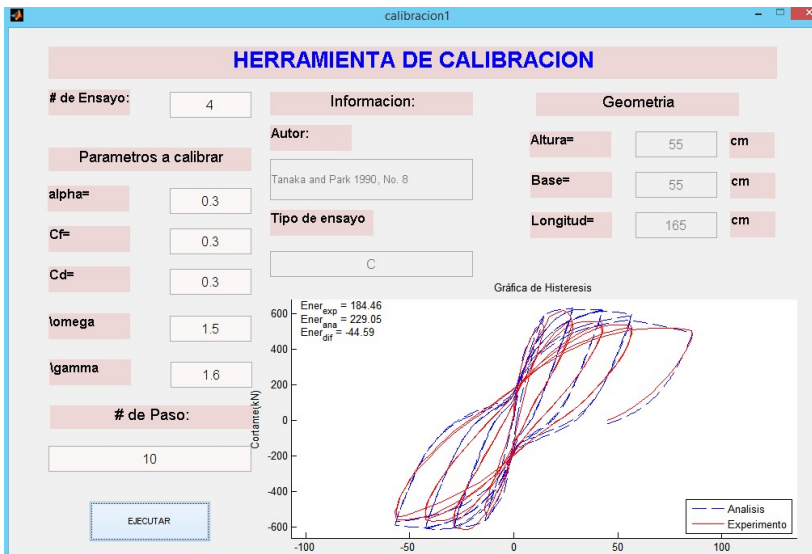 calibracion1
HERRAMIENTA DE CALIBRACION
# de Ensayo:
4
Parametros a calibrar
alpha=
0.3
Cf=
0.3
Cd=
0.3
\omega
1.5
\gamma
1.6
# de Paso:
10
EJECUTAR
Informacion:
Autor:
Tanaka and Park 1990, No. 8
Tipo de ensayo
C
Geometria
Altura=
55
cm
Base=
55
cm
Longitud=
165
cm
Gráfica de Histeresis
Ener_exp = 184.46
Ener_ana = 229.05
Ener_dif = -44.59
Cortante(kN)
600
400
200
0
-200
-400
-600
-100
-50
0
50
100
Analisis
Experimento